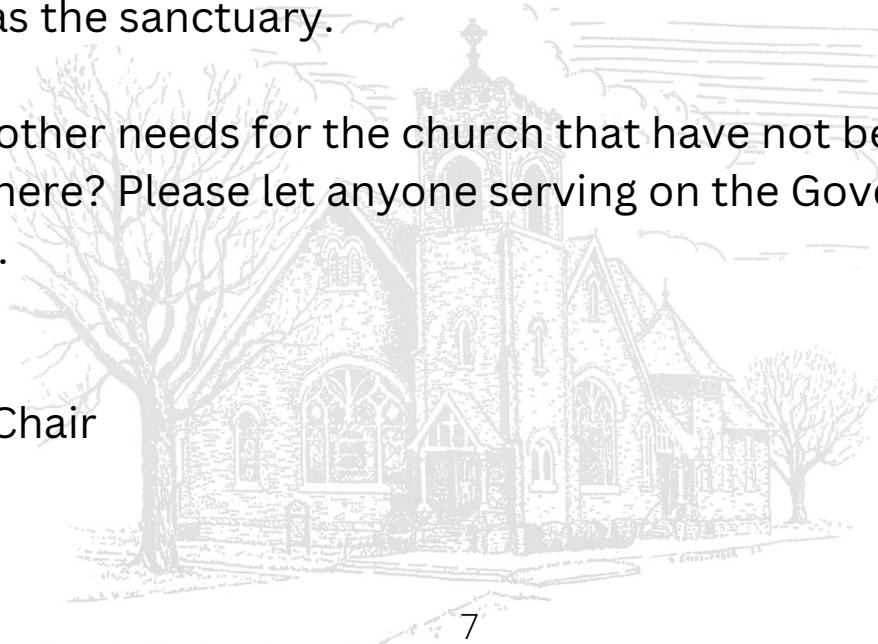 as the sanctuary.
other needs for the church that have not be
here? Please let anyone serving on the Gove
.
Chair
7